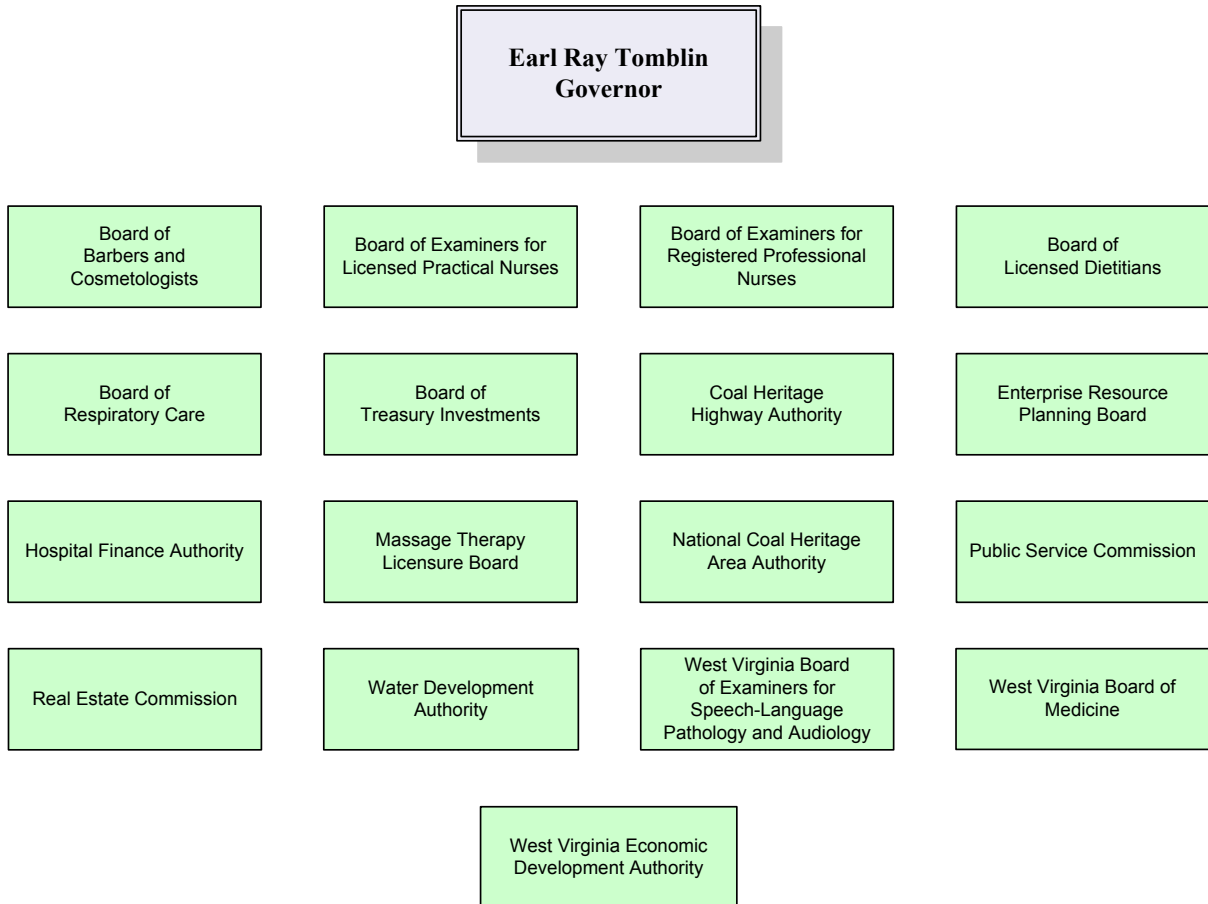 Earl Ray Tomblin
Governor
Board of
Barbers and
Cosmetologists
Board of Examiners for
Licensed Practical Nurses
Board of Examiners for
Registered Professional
Nurses
Board of
Licensed Dietitians
Board of
Respiratory Care
Board of
Treasury Investments
Coal Heritage
Highway Authority
Enterprise Resource
Planning Board
Hospital Finance Authority
Massage Therapy
Licensure Board
National Coal Heritage
Area Authority
Public Service Commission
Real Estate Commission
Water Development
Authority
West Virginia Board
of Examiners for
Speech-Language
Pathology and Audiology
West Virginia Board of
Medicine
West Virginia Economic
Development Authority